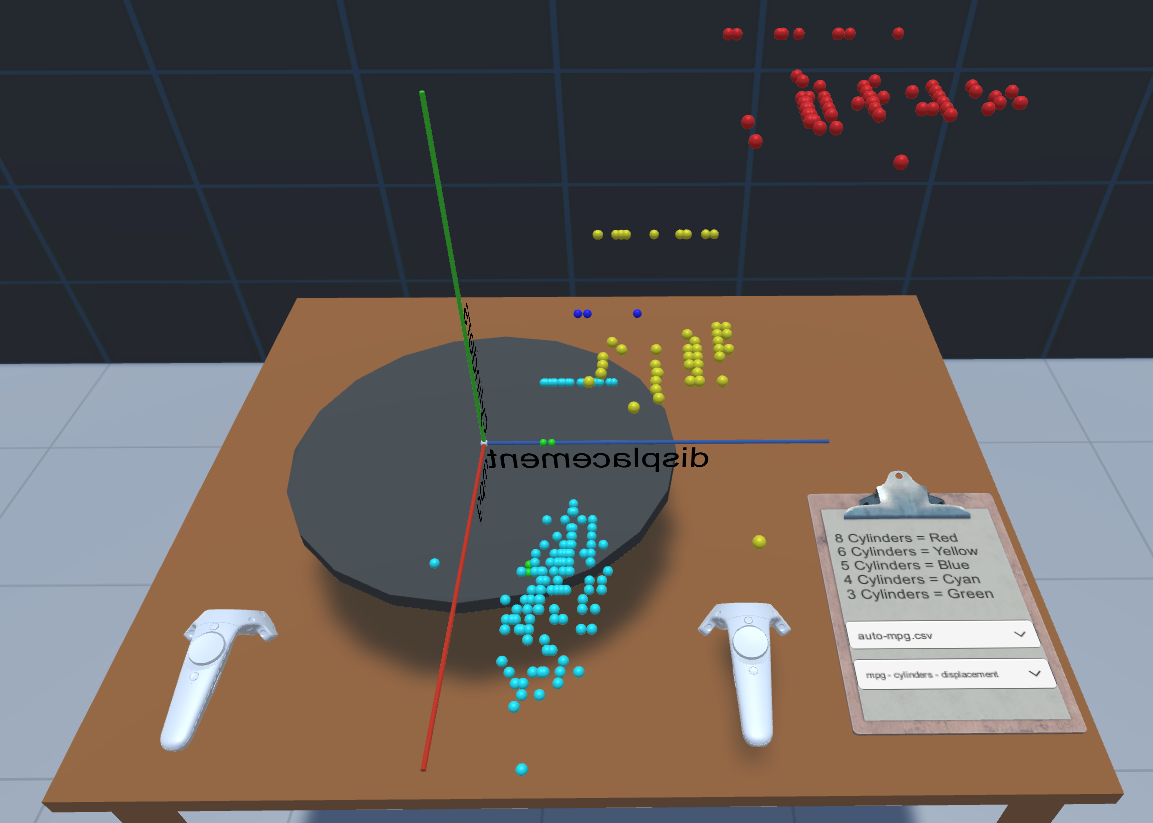 displacement
8 Cylinders = Red
6 Cylinders = Yellow
5 Cylinders = Blue
4 Cylinders = Cyan
3 Cylinders = Green
auto-mpg.csv
mpg - cylinders - displacement